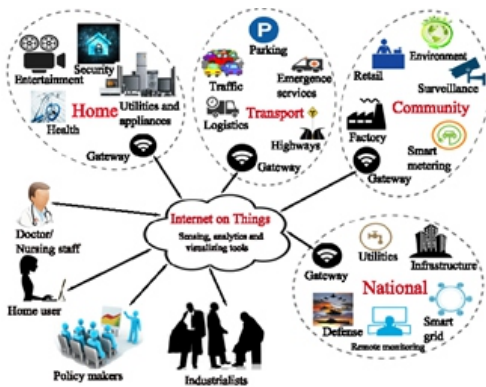 Entertainment
Security
Home
Utilities and
appliances
Health
Gateway
P
Parking
Traffic
Emergence
services
Logistics
Transport
Highways
Gateway
Retail
Environment
Surveillance
Community
Factory
Smart
metering
Gateway
Internet on Things
Sensing, analytics and
visualizing tools
Doctor/
Nursing staff
Home user
Policy makers
Industrialists
Gateway
Utilities
Infrastructure
National
Defense
Smart
grid
Remote monitoring